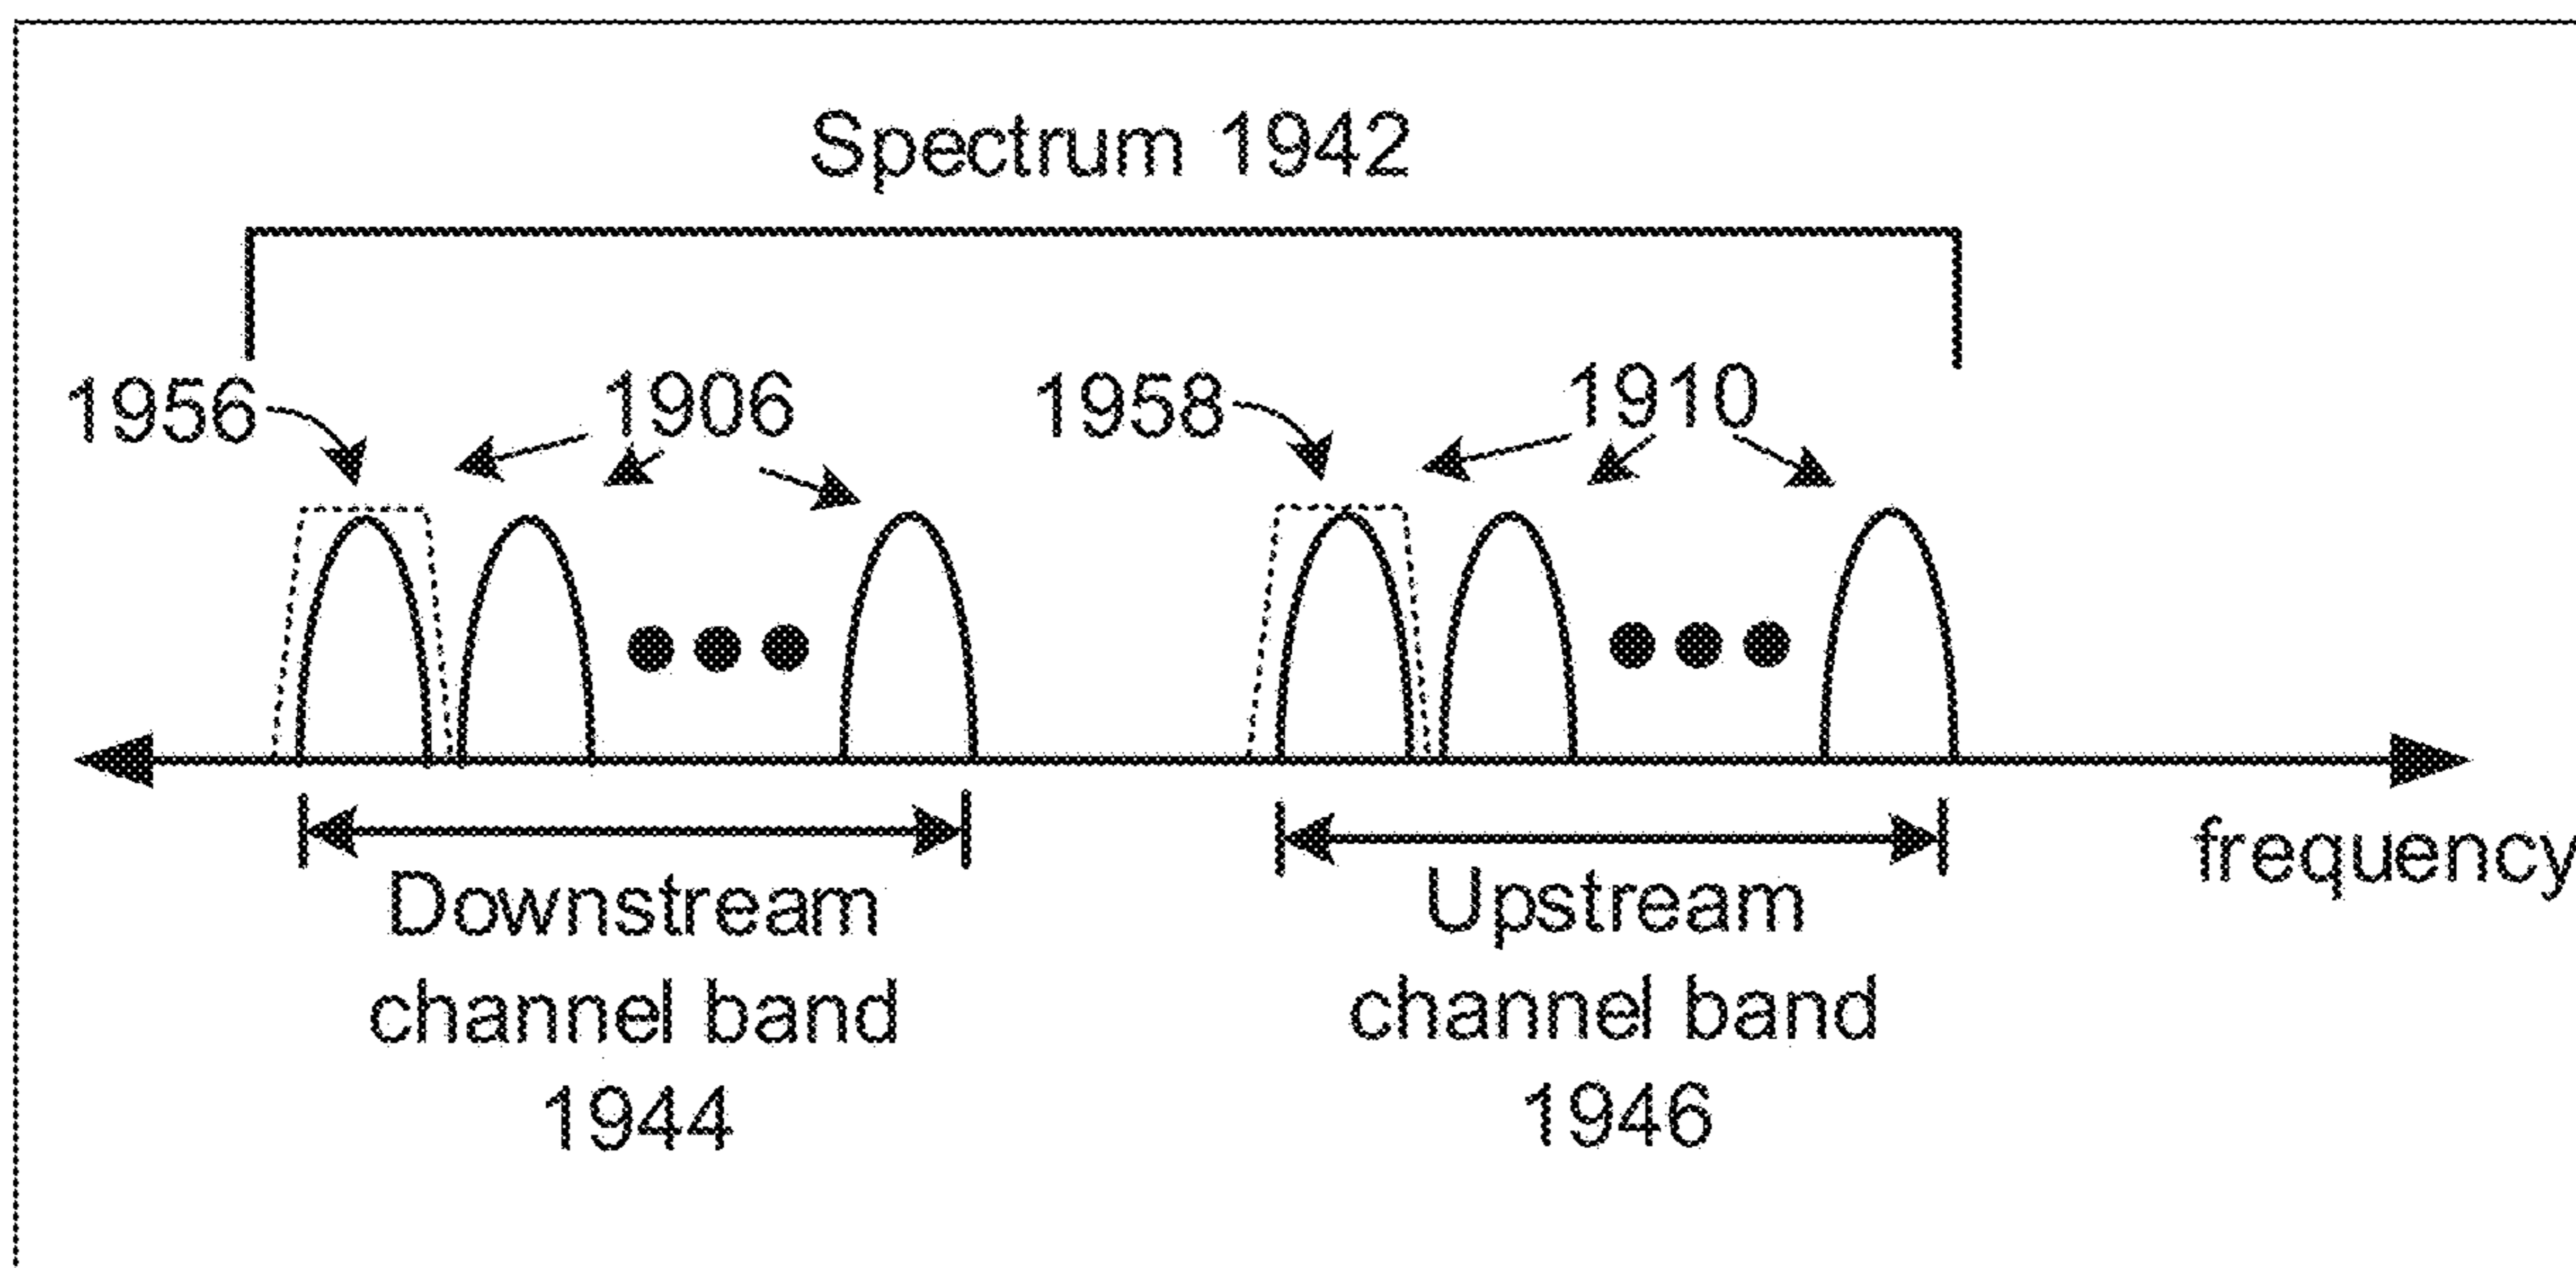 Spectrum 1942
1956
1906
1958
1910
frequency
Downstream
channel band
1944
Upstream
channel band
1946